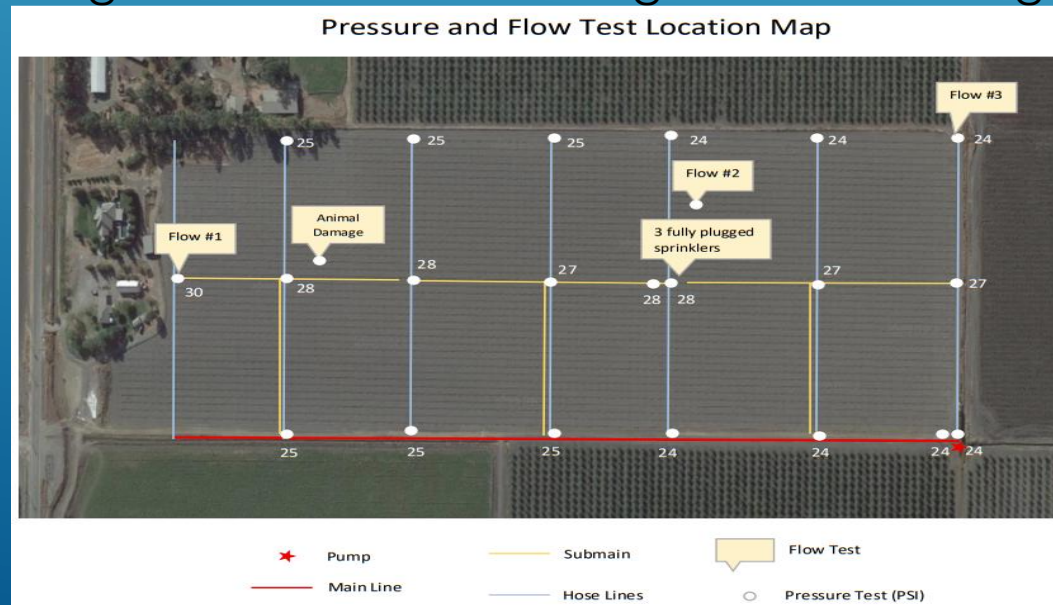 Pressure and Flow Test Location Map
Flow #3
25
25
25
24
24
24
Flow #2
Animal
Damage
Flow #1
3 fully plugged
sprinklers
30
28
28
27
28
28
27
27
25
25
25
24
24
24
24
Pump
Submain
Flow Test
Main Line
Hose Lines
Pressure Test (PSI)